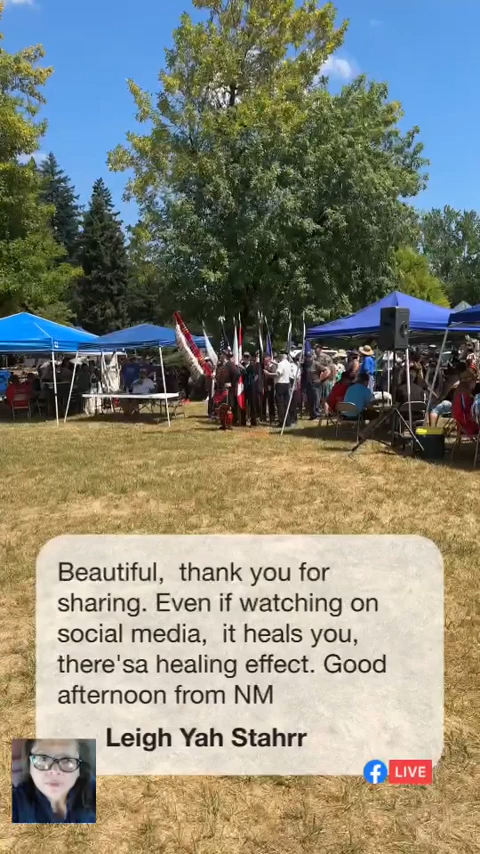 Beautiful,  thank you for
sharing. Even if watching on
social media,  it heals you,
there'sa healing effect. Good
afternoon from NM
Leigh Yah Stahrr
f LIVE